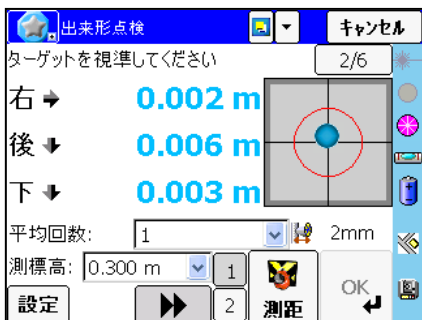 出来形点検 キャンセル
ターゲットを視準してください 2/6
右 0.002 m
後 0.006 m
下 0.003 m
平均回数: 1 2mm
測標高: 0.300 m 1
設定 2 測距 OK